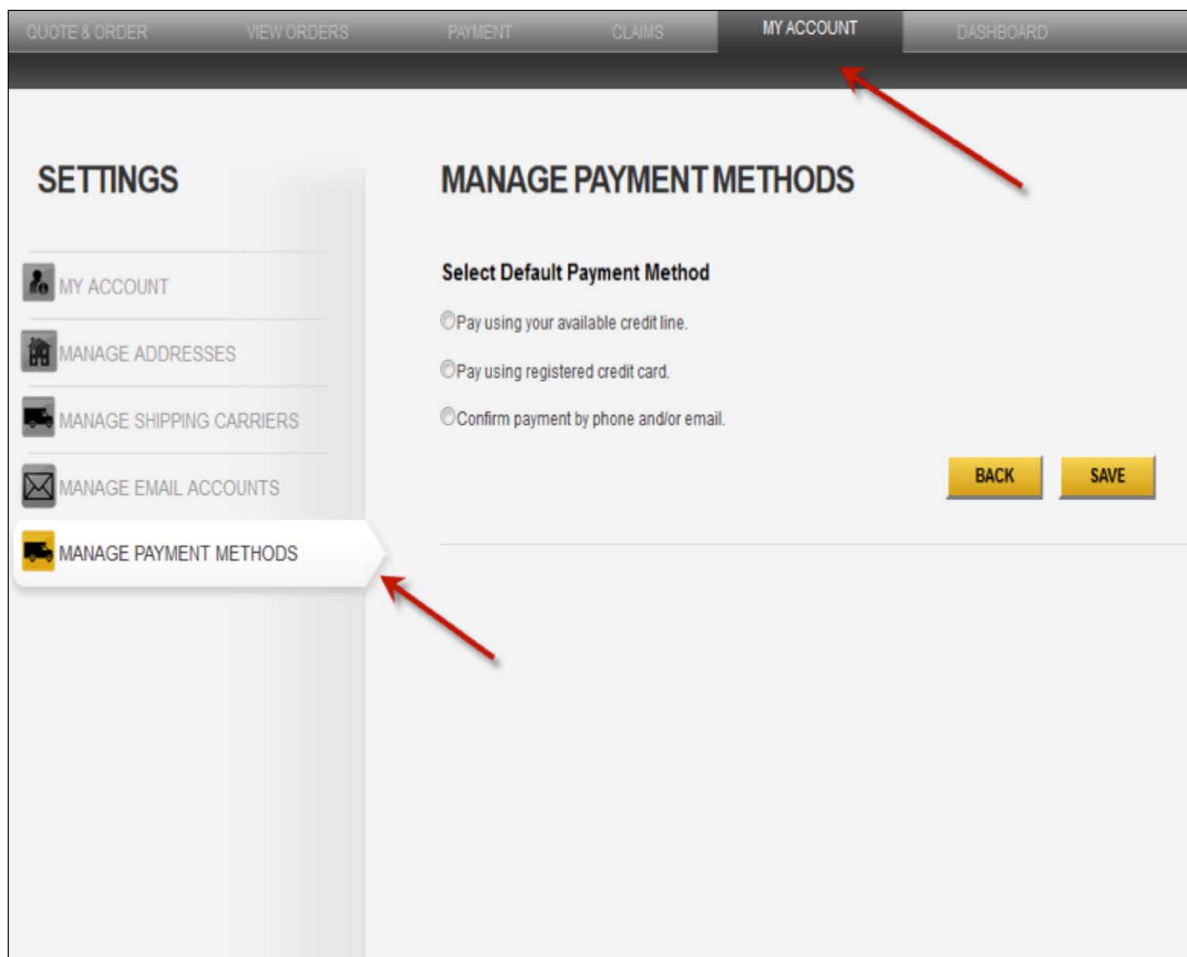 QUOTE & ORDER VIEW ORDERS PAYMENT CLAIMS MY ACCOUNT DASHBOARD
SETTINGS
MY ACCOUNT
MANAGE ADDRESSES
MANAGE SHIPPING CARRIERS
MANAGE EMAIL ACCOUNTS
MANAGE PAYMENT METHODS
MANAGE PAYMENT METHODS
Select Default Payment Method
Pay using your available credit line.
Pay using registered credit card.
Confirm payment by phone and/or email.
BACK SAVE